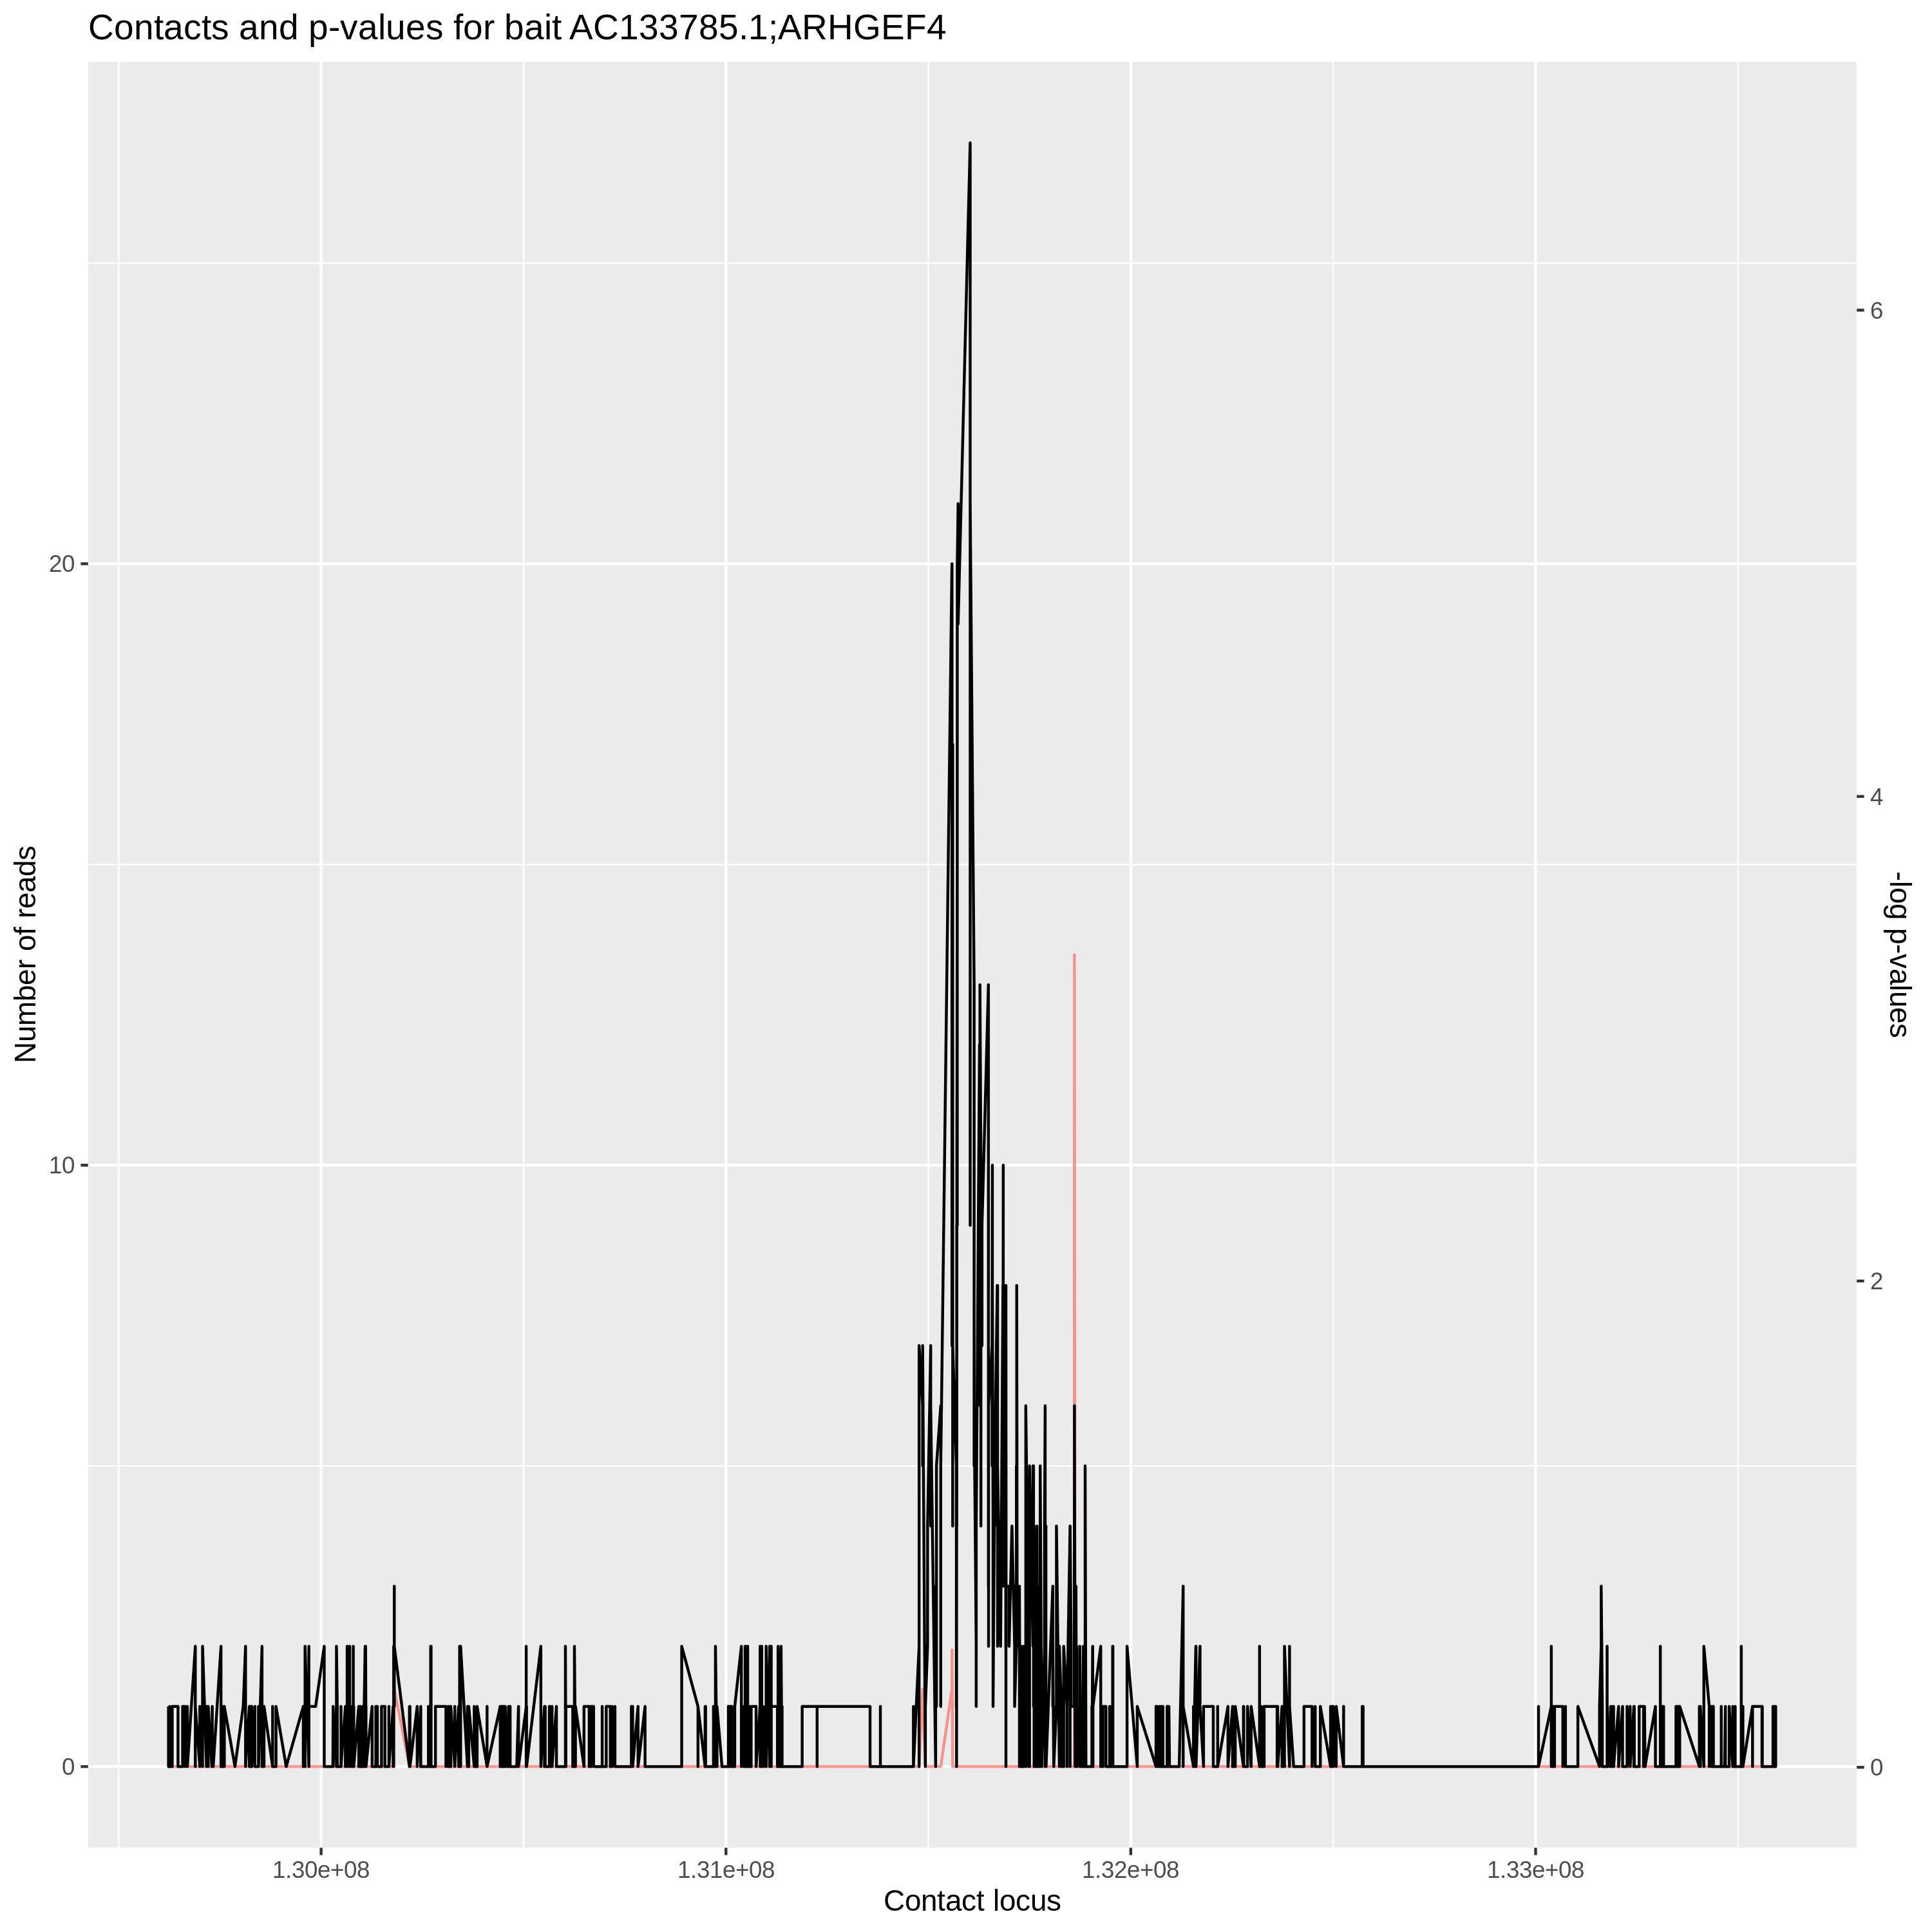 Contacts and p-values for bait AC133785.1;ARHGEF4
Number of reads
20
10
0
6
4
2
0
-log p-values
1.30e+08
1.31e+08
1.32e+08
1.33e+08
Contact locus